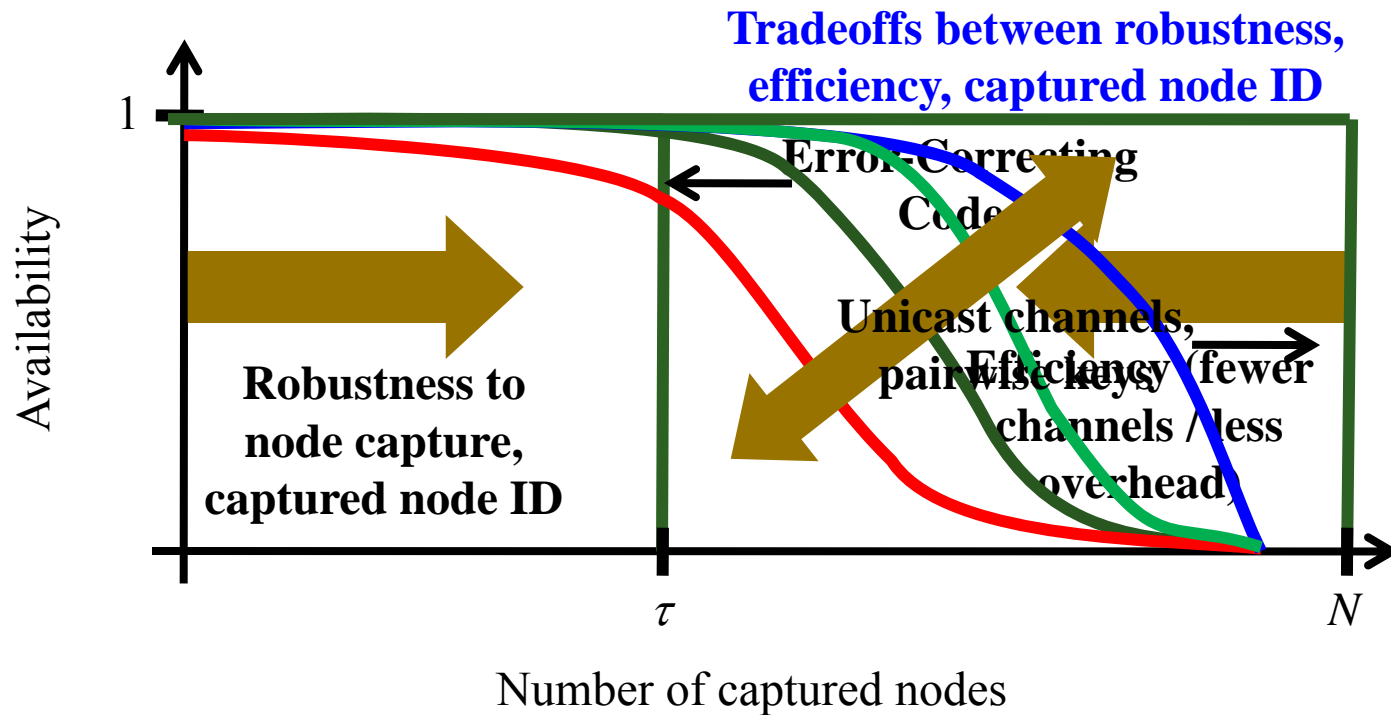 Tradeoffs between robustness,
efficiency, captured node ID
1
Error-Correcting
Codes
Availability
Unicast channels,
pairwise keys
Efficiency (fewer
channels / less
overhead)
Robustness to
node capture,
captured node ID
τ
N
Number of captured nodes